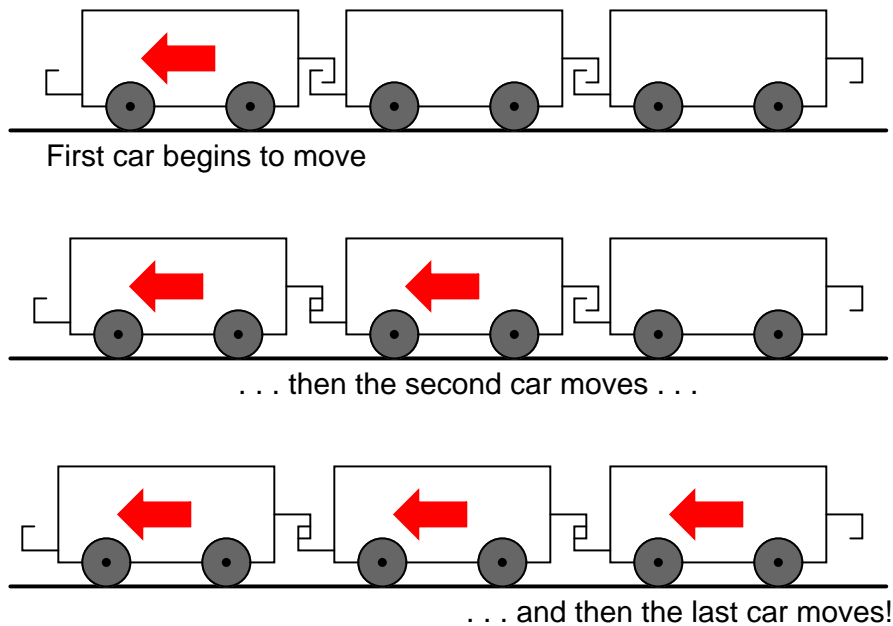 First car begins to move
. . . then the second car moves . . .
. . . and then the last car moves!